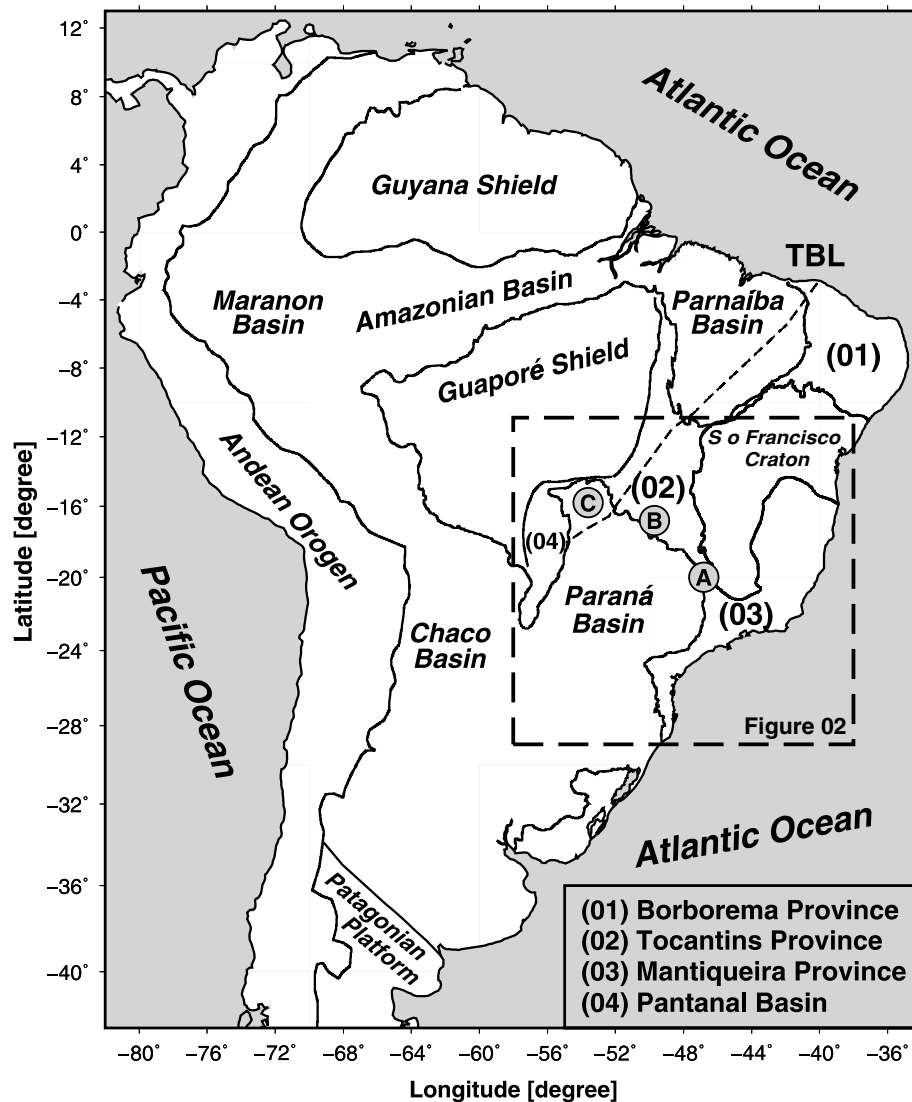 12°
8°
4°
0°
−4°
−8°
−12°
−16°
−20°
−24°
−28°
−32°
−36°
−40°
Latitude [degree]
Atlantic Ocean
Guyana Shield
TBL
Maranon
Basin
Amazonian Basin
Parnaíba
Basin
(01)
Guaporé Shield
S o Francisco
Craton
Andean Orogen
(02)
C
B
(04)
A
Paraná
Basin
(03)
Pacific Ocean
Chaco
Basin
Figure 02
Atlantic Ocean
Patagonian
Platform
(01) Borborema Province
(02) Tocantins Province
(03) Mantiqueira Province
(04) Pantanal Basin
−80° −76° −72° −68° −64° −60° −56° −52° −48° −44° −40° −36°
Longitude [degree]